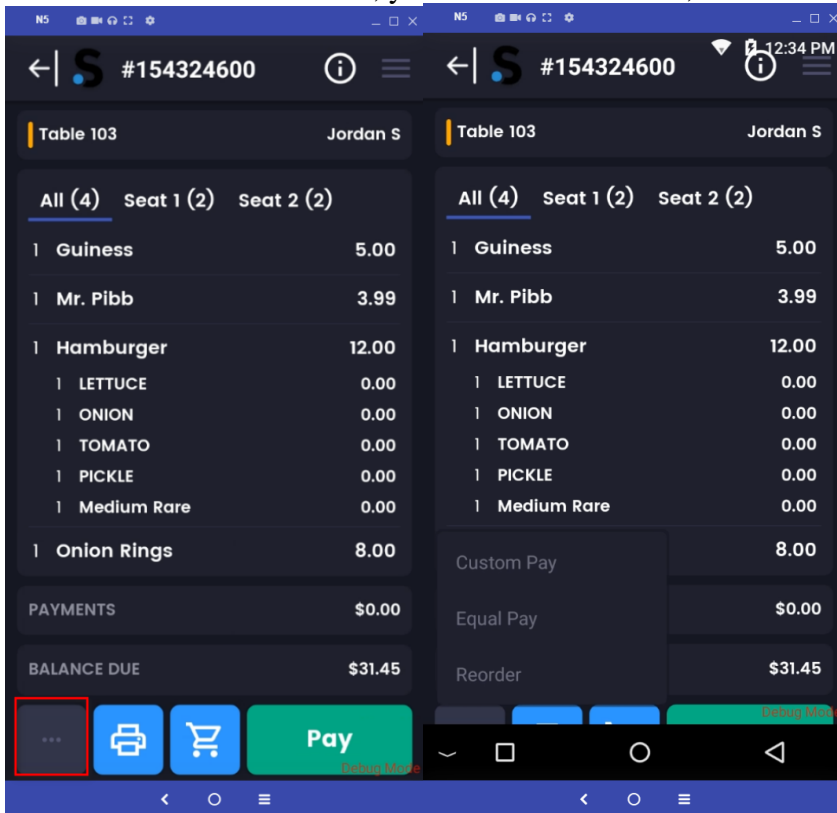 N5
#154324600
Table 103 Jordan S
All (4) Seat 1 (2) Seat 2 (2)
1 Guiness 5.00
1 Mr. Pibb 3.99
1 Hamburger 12.00
1 LETTUCE 0.00
1 ONION 0.00
1 TOMATO 0.00
1 PICKLE 0.00
1 Medium Rare 0.00
1 Onion Rings 8.00
PAYMENTS $0.00
BALANCE DUE $31.45
... Pay
Debug Mode
N5
12:34 PM
#154324600
Table 103 Jordan S
All (4) Seat 1 (2) Seat 2 (2)
1 Guiness 5.00
1 Mr. Pibb 3.99
1 Hamburger 12.00
1 LETTUCE 0.00
1 ONION 0.00
1 TOMATO 0.00
1 PICKLE 0.00
1 Medium Rare 0.00
8.00
Custom Pay
Equal Pay $0.00
Reorder $31.45
Debug Mode